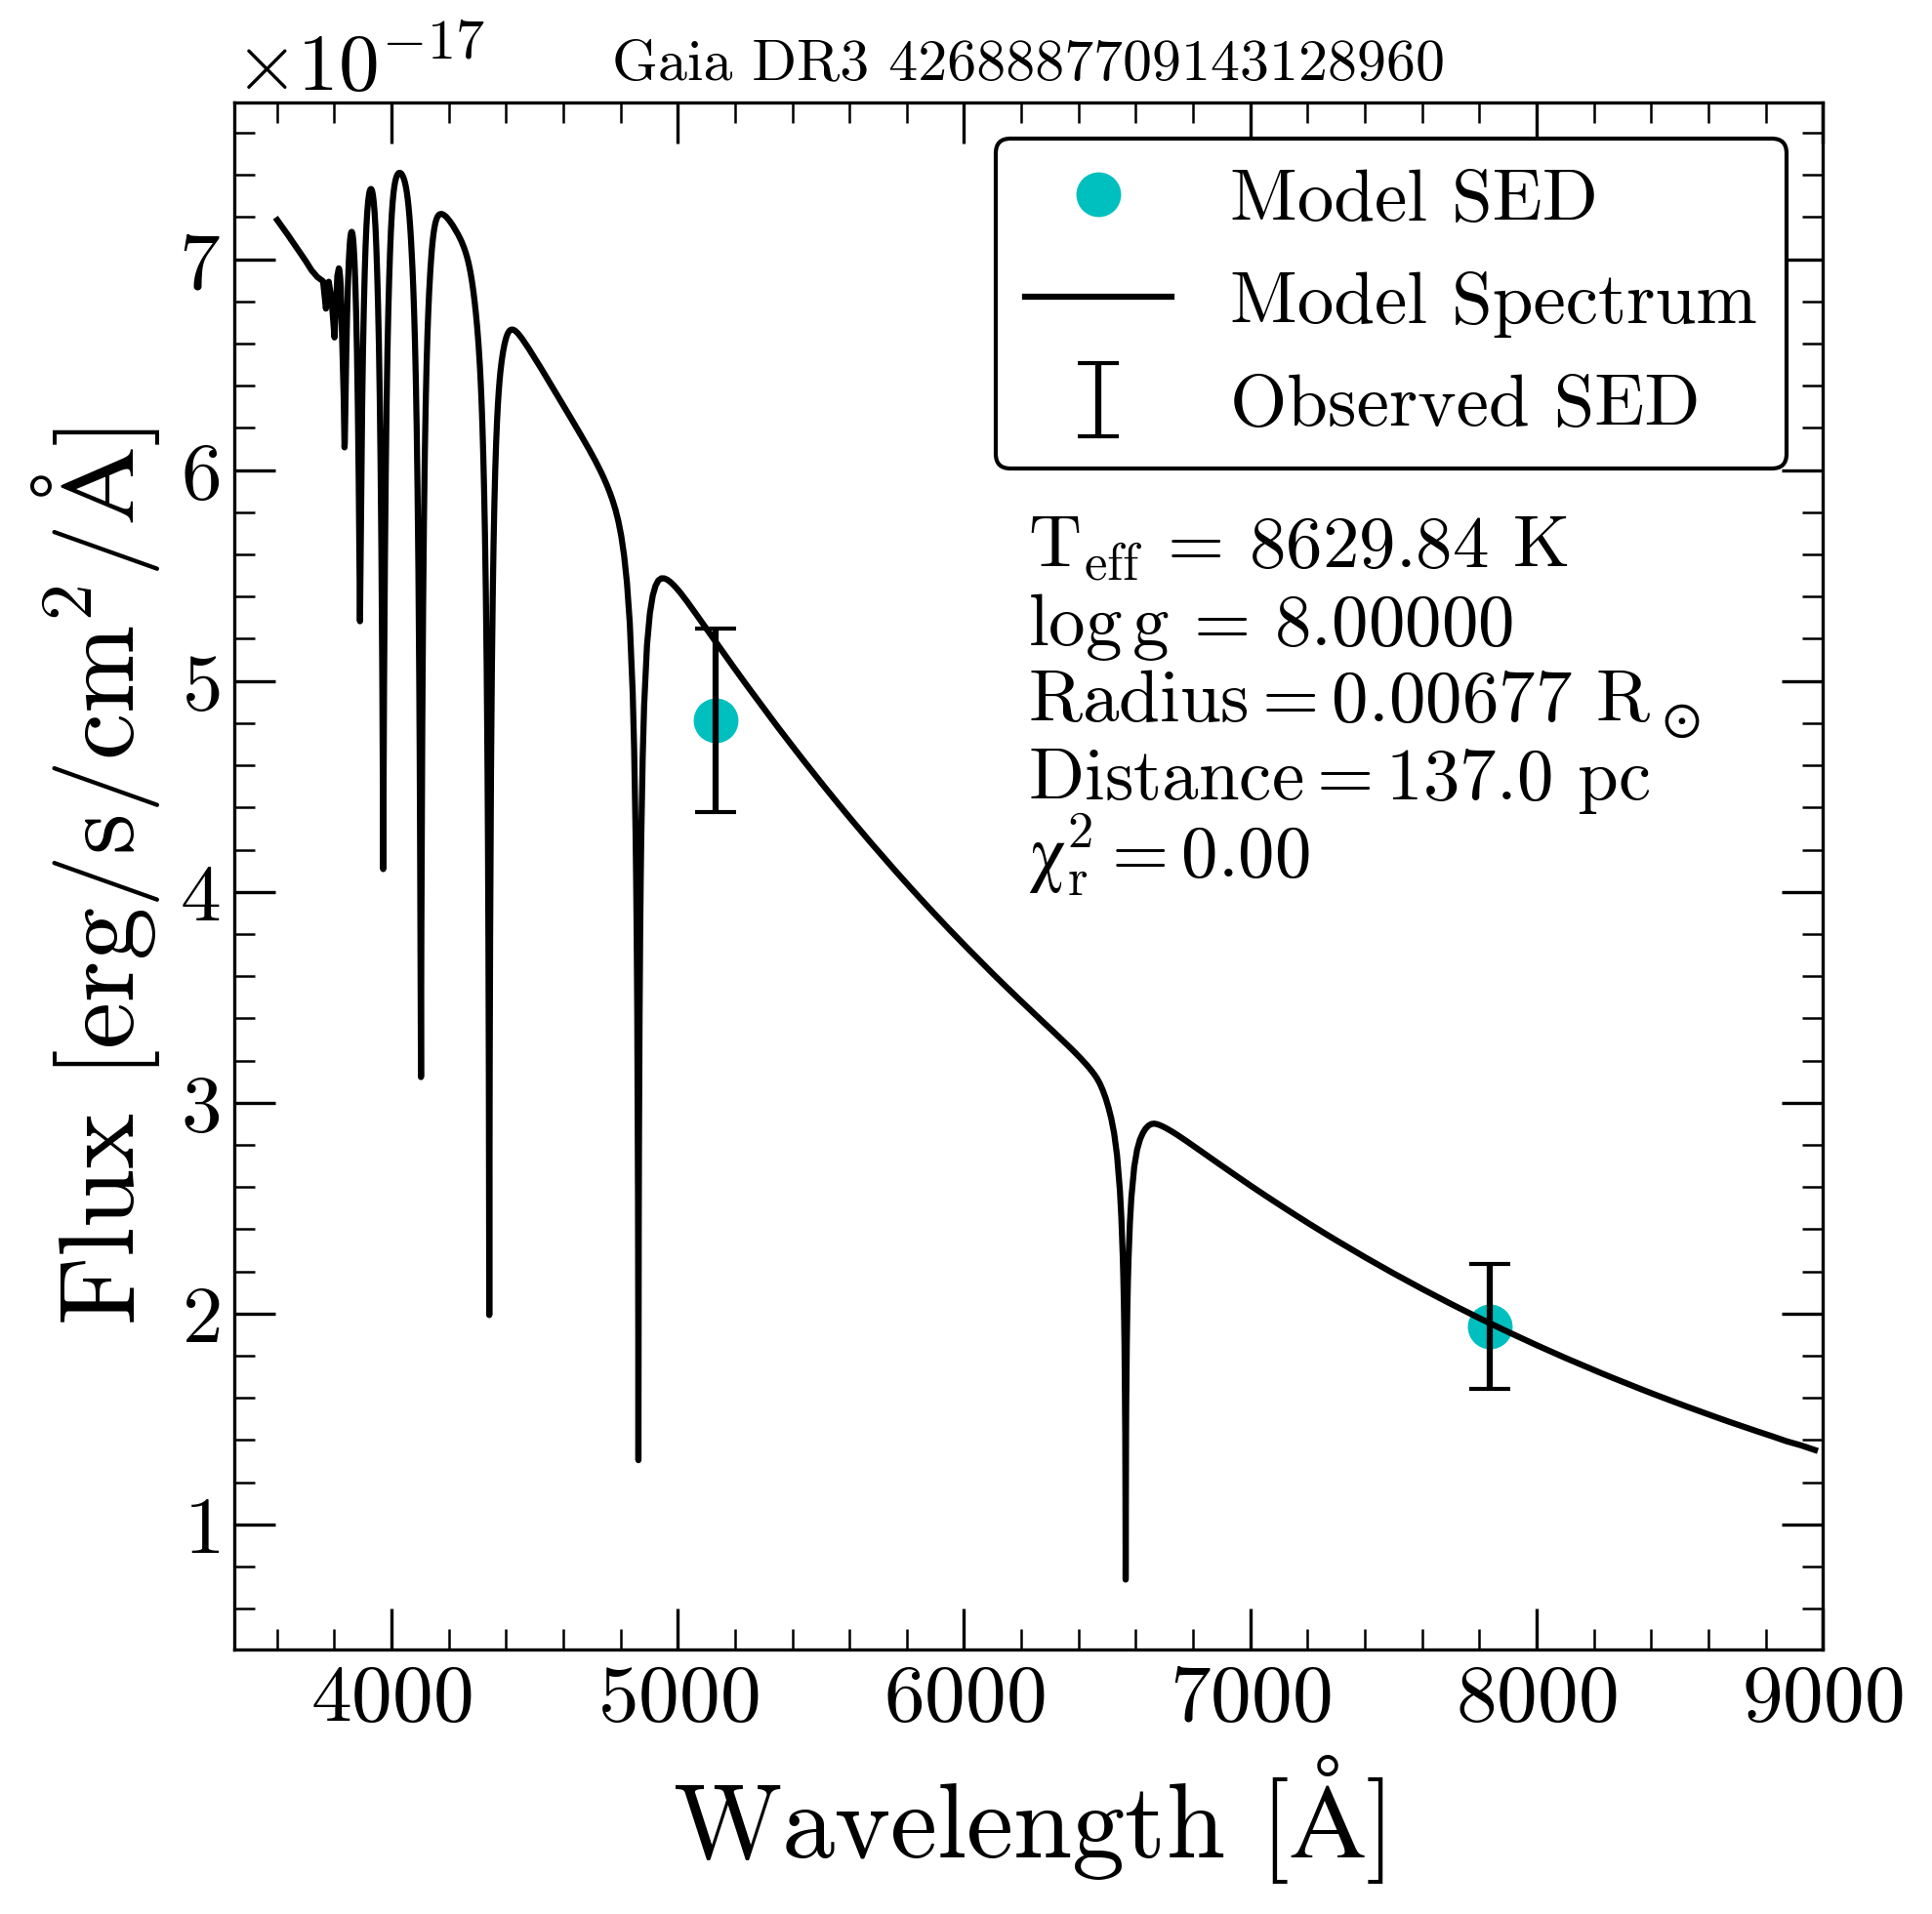 ×10⁻¹⁷
Gaia DR3 4268887709143128960
Model SED
Model Spectrum
Observed SED
T_eff = 8629.84 K
log g = 8.00000
Radius = 0.00677 R_⊙
Distance = 137.0 pc
χ²_r = 0.00
Flux [erg/s/cm²/Å]
7
6
5
4
3
2
1
4000 5000 6000 7000 8000 9000
Wavelength [Å]